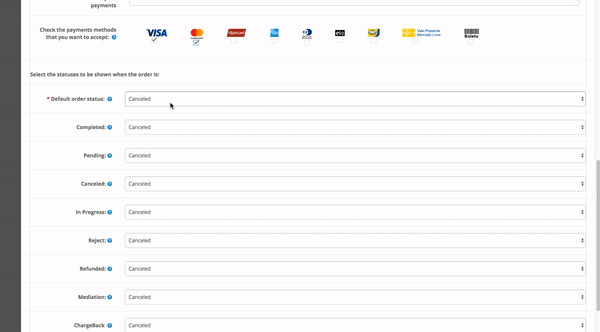 payments
Check the payments methods
that you want to accept:
VISA
mastercard
Hipercard
elo
Vale Presente
Mercado Livre
Boleto
Select the statuses to be shown when the order is:
* Default order status:
Canceled
Completed:
Canceled
Pending:
Canceled
Canceled:
Canceled
In Progress:
Canceled
Reject:
Canceled
Refunded:
Canceled
Mediation:
Canceled
ChargeBack
Canceled